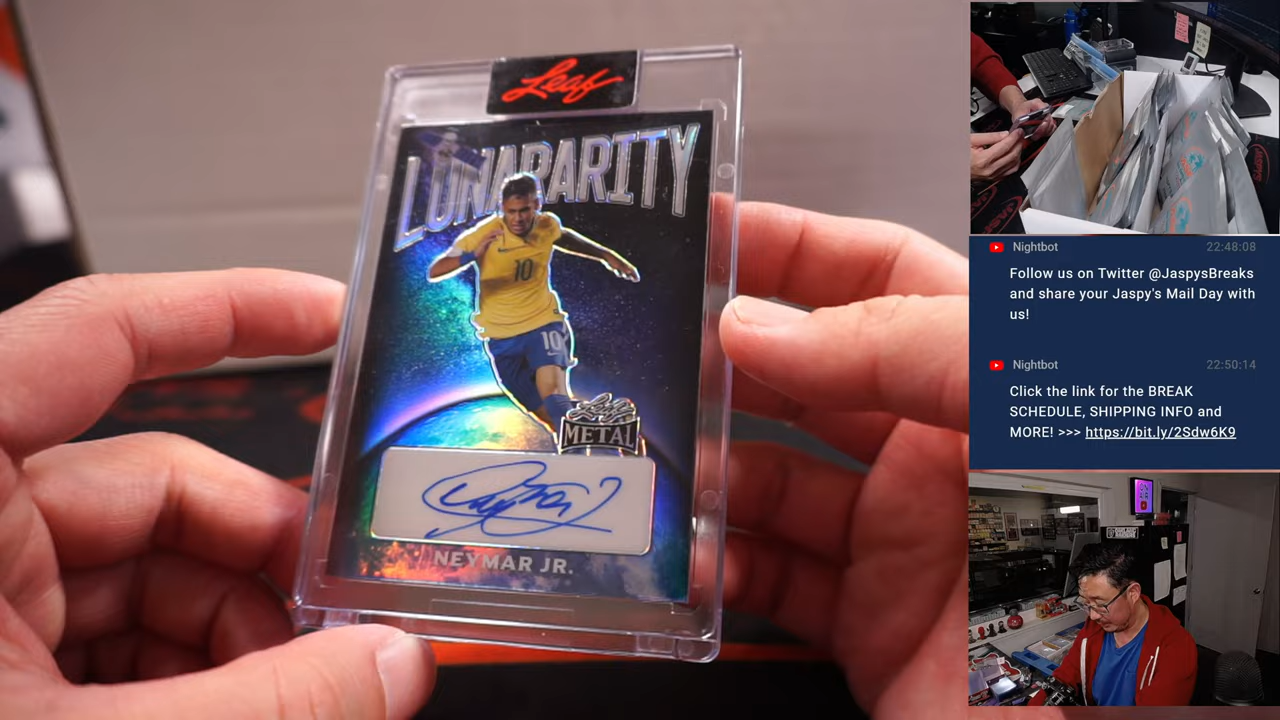 Leaf
LUNAPARITY
10
10
Leaf
METAL
NEYMAR JR.
Nightbot
22:48:08
Follow us on Twitter @JaspysBreaks
and share your Jaspy's Mail Day with
us!
Nightbot
22:50:14
Click the link for the BREAK
SCHEDULE, SHIPPING INFO and
MORE! >>> https://bit.ly/2Sdw6K9